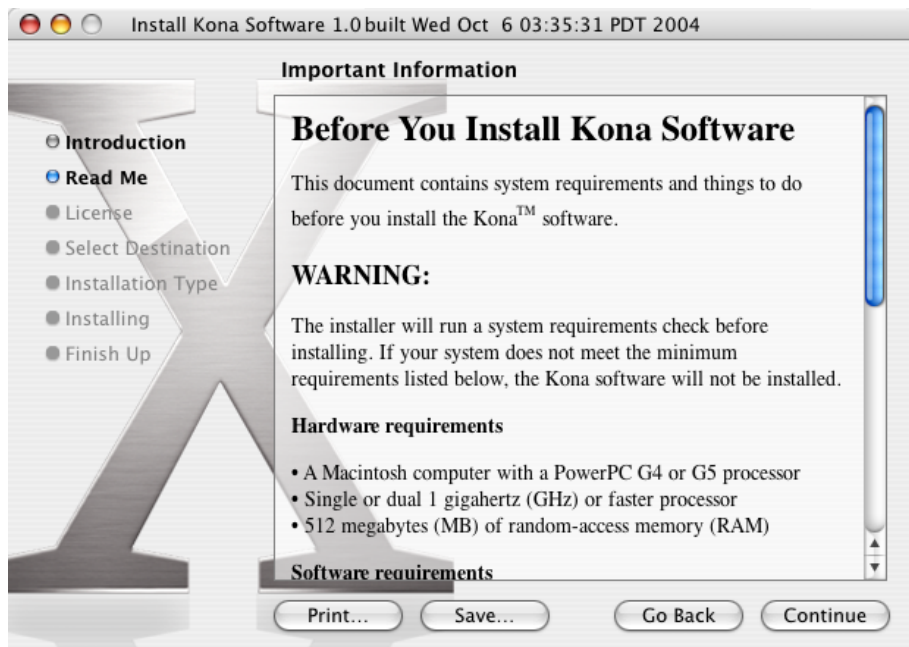 Install Kona Software 1.0 built Wed Oct 6 03:35:31 PDT 2004
Important Information
Introduction
Read Me
License
Select Destination
Installation Type
Installing
Finish Up
Before You Install Kona Software
This document contains system requirements and things to do
before you install the Kona™ software.
WARNING:
The installer will run a system requirements check before
installing. If your system does not meet the minimum
requirements listed below, the Kona software will not be installed.
Hardware requirements
• A Macintosh computer with a PowerPC G4 or G5 processor
• Single or dual 1 gigahertz (GHz) or faster processor
• 512 megabytes (MB) of random-access memory (RAM)
Software requirements
Print...
Save...
Go Back
Continue